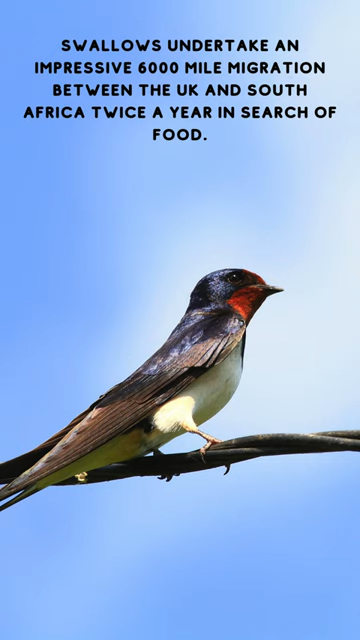 SWALLOWS UNDERTAKE AN
IMPRESSIVE 6000 MILE MIGRATION
BETWEEN THE UK AND SOUTH
AFRICA TWICE A YEAR IN SEARCH OF
FOOD.